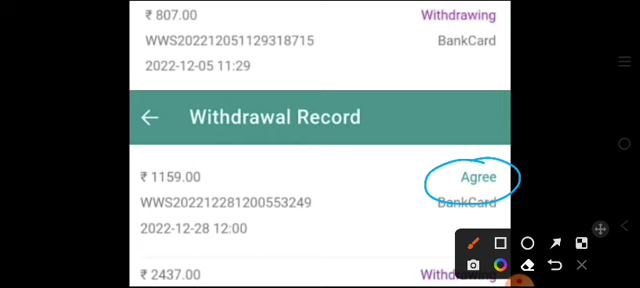 ₹ 807.00 Withdrawing
WWS202212051129318715 BankCard
2022-12-05 11:29
Withdrawal Record
₹ 1159.00 Agree
WWS202212281200553249 BankCard
2022-12-28 12:00
₹ 2437.00 Withdrawing